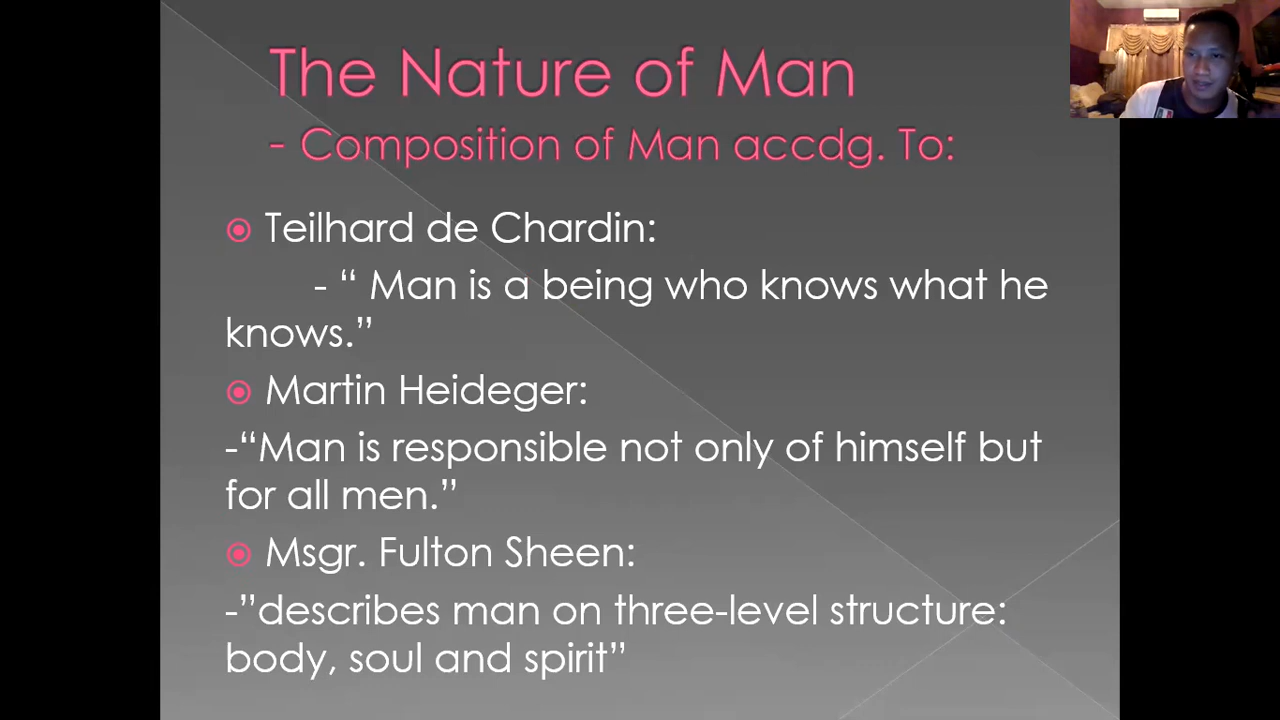 The Nature of Man
- Composition of Man accdg. To:
Teilhard de Chardin:
- “ Man is a being who knows what he
knows.”
Martin Heideger:
-“Man is responsible not only of himself but
for all men.”
Msgr. Fulton Sheen:
-”describes man on three-level structure:
body, soul and spirit”